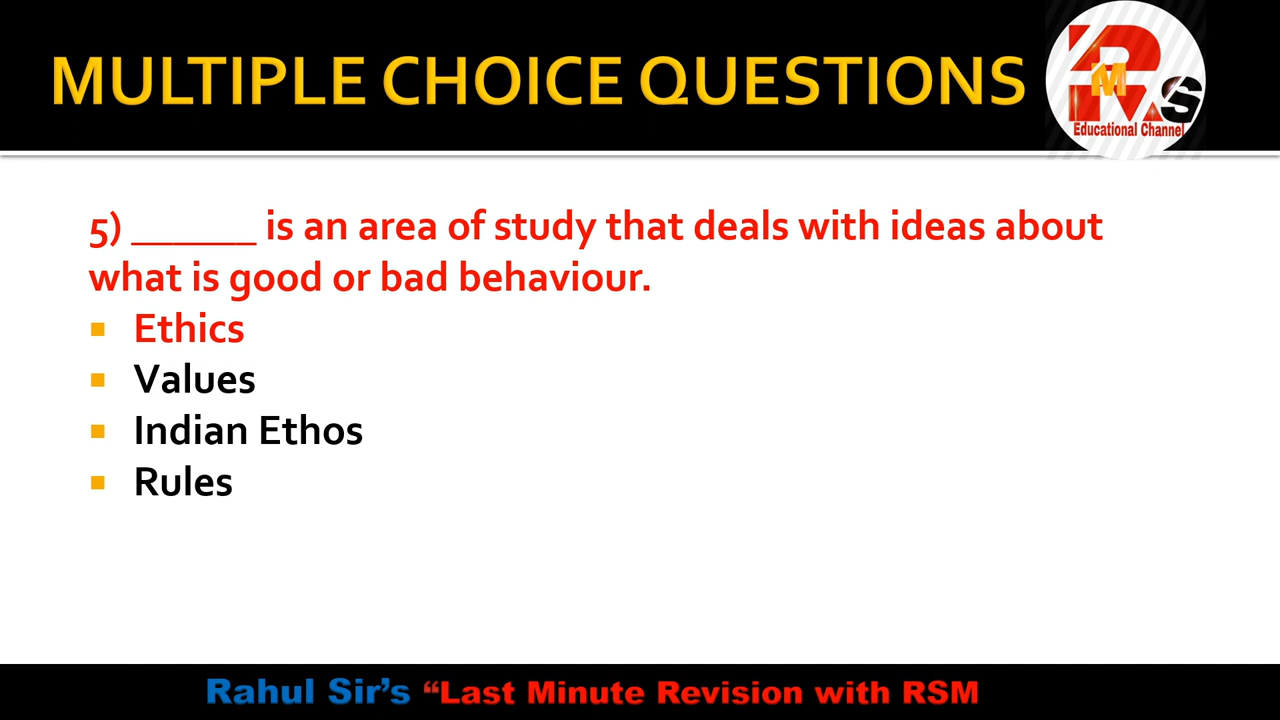 MULTIPLE CHOICE QUESTIONS
RMS
Educational Channel
5) ______ is an area of study that deals with ideas about
what is good or bad behaviour.
Ethics
Values
Indian Ethos
Rules
Rahul Sir's “Last Minute Revision with RSM